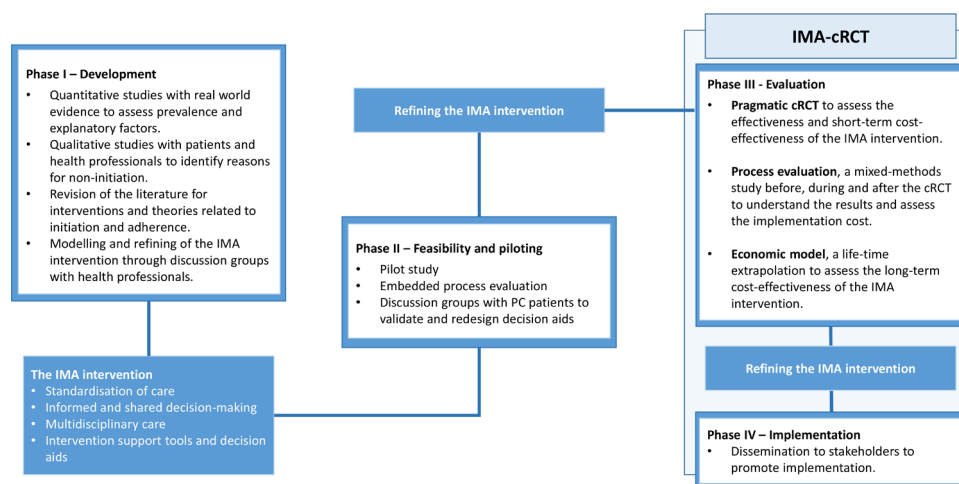 Phase I – Development
• Quantitative studies with real world
evidence to assess prevalence and
explanatory factors.
• Qualitative studies with patients and
health professionals to identify reasons
for non-initiation.
• Revision of the literature for
interventions and theories related to
initiation and adherence.
• Modelling and refining of the IMA
intervention through discussion groups
with health professionals.
The IMA intervention
• Standardisation of care
• Informed and shared decision-making
• Multidisciplinary care
• Intervention support tools and decision
aids
Refining the IMA intervention
Phase II – Feasibility and piloting
• Pilot study
• Embedded process evaluation
• Discussion groups with PC patients to
validate and redesign decision aids
IMA-cRCT
Phase III - Evaluation
• Pragmatic cRCT to assess the
effectiveness and short-term cost-
effectiveness of the IMA intervention.
• Process evaluation, a mixed-methods
study before, during and after the cRCT
to understand the results and assess
the implementation cost.
• Economic model, a life-time
extrapolation to assess the long-term
cost-effectiveness of the IMA
intervention.
Refining the IMA intervention
Phase IV – Implementation
• Dissemination to stakeholders to
promote implementation.